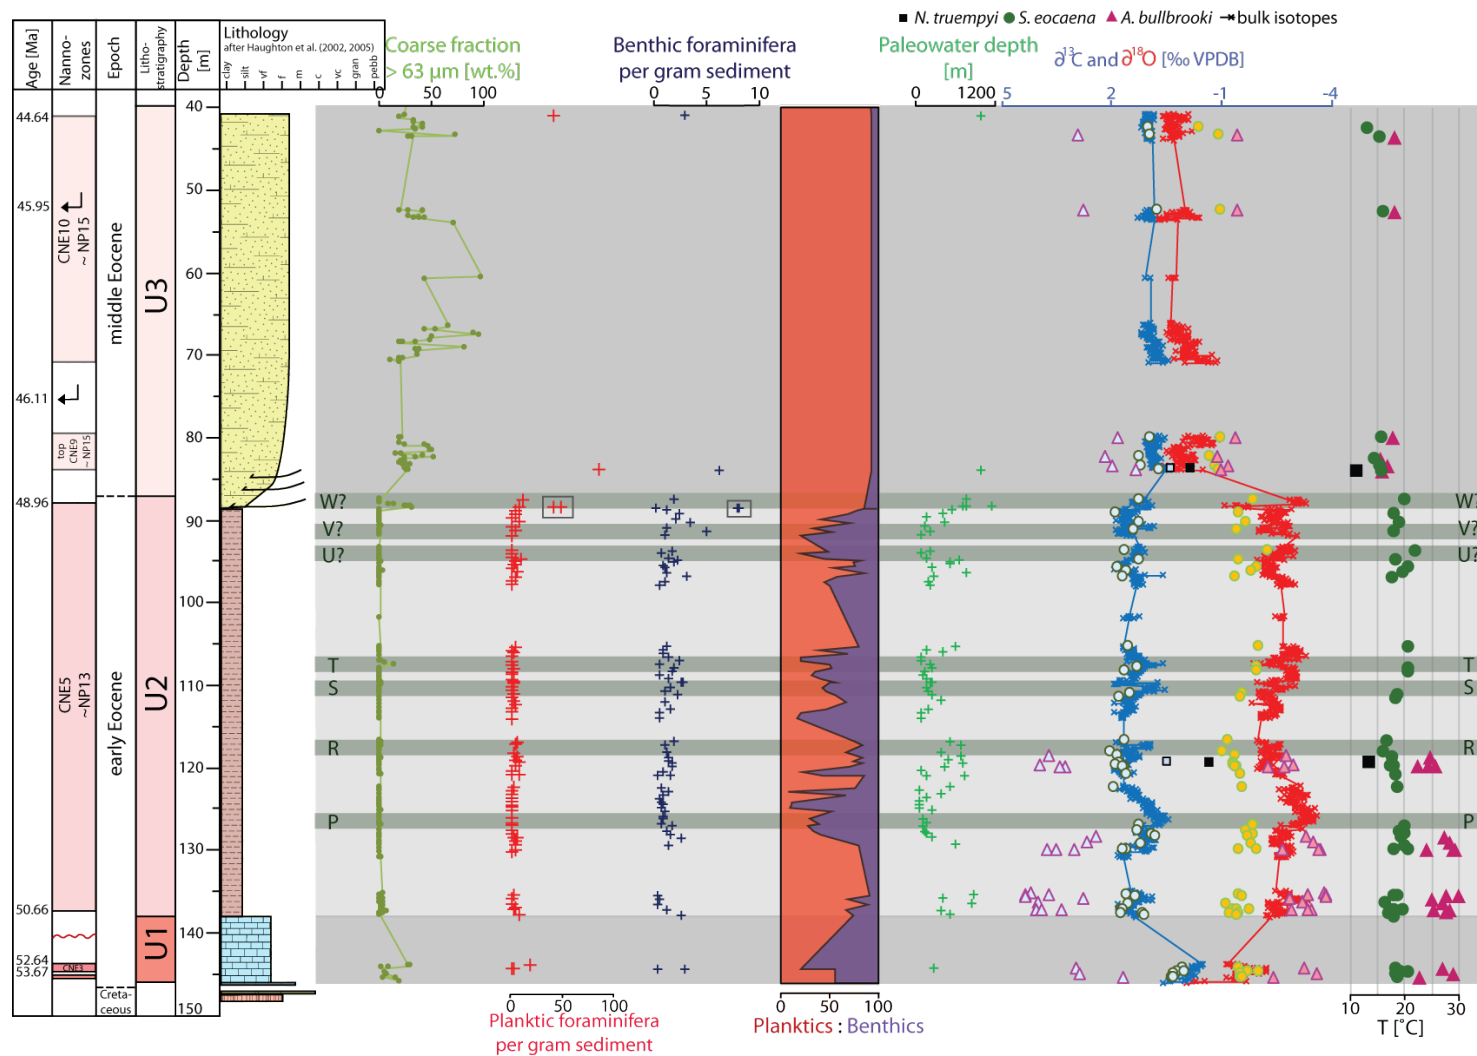 N. truempyi S. eocaena A. bullbrooki bulk isotopes
Age [Ma]
Nanno-
zones
Epoch
Litho-
stratigraphy
Depth
[m]
Lithology
after Haughton et al. (2002, 2005)
clay
silt
vf
f
m
c
vc
gran
pebb
Coarse fraction
> 63 µm [wt.%]
0 50 100
Benthic foraminifera
per gram sediment
0 5 10
Paleowater depth
[m]
0 1200
∂¹³C and ∂¹⁸O [‰ VPDB]
5 2 -1 -4
44.64
45.95
46.11
48.96
50.66
52.64
53.67
CNE10
~ NP15
top
CNE9
~ NP15
CNE5
~NP13
CNE3
middle Eocene
early Eocene
Creta-
ceous
U3
U2
U1
40
50
60
70
80
90
100
110
120
130
140
150
W? W?
V? V?
U? U?
T T
S S
R R
P P
0 50 100
Planktic foraminifera
per gram sediment
0 50 100
Planktics : Benthics
10 20 30
T [°C]